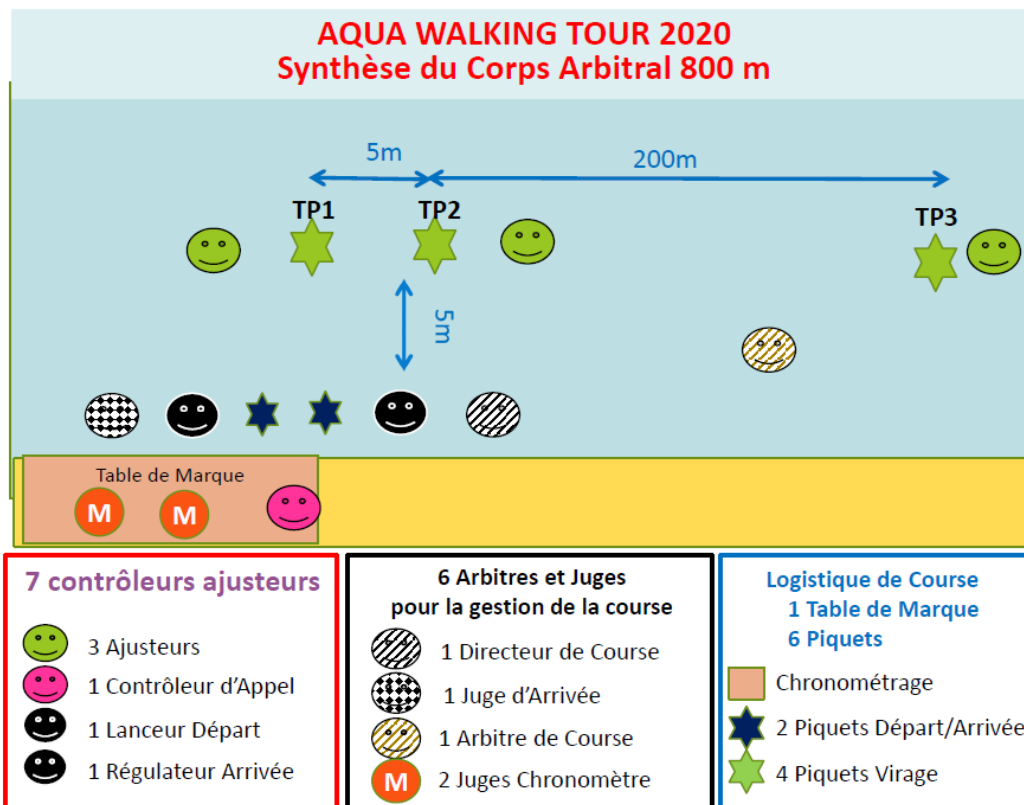 AQUA WALKING TOUR 2020
Synthèse du Corps Arbitral 800 m
5m
200m
TP1
TP2
TP3
5m
Table de Marque
M
M
7 contrôleurs ajusteurs
3 Ajusteurs
1 Contrôleur d'Appel
1 Lanceur Départ
1 Régulateur Arrivée
6 Arbitres et Juges
pour la gestion de la course
1 Directeur de Course
1 Juge d'Arrivée
1 Arbitre de Course
M 2 Juges Chronomètre
Logistique de Course
1 Table de Marque
6 Piquets
Chronométrage
2 Piquets Départ/Arrivée
4 Piquets Virage